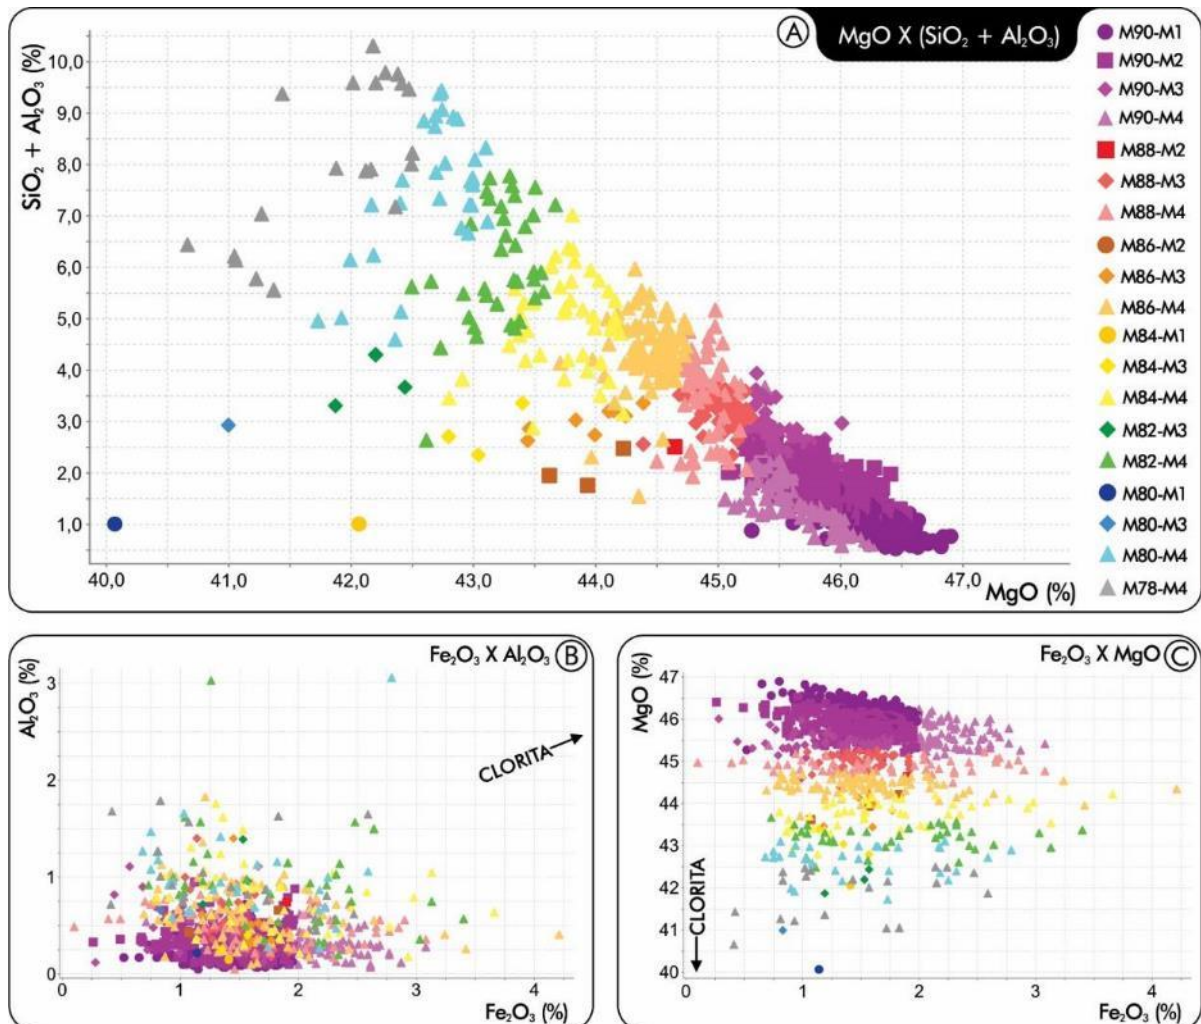 MgO X (SiO₂ + Al₂O₃)
A
SiO₂ + Al₂O₃ (%)
10,0
9,0
8,0
7,0
6,0
5,0
4,0
3,0
2,0
1,0
40,0 41,0 42,0 43,0 44,0 45,0 46,0 47,0
MgO (%)
M90-M1
M90-M2
M90-M3
M90-M4
M88-M2
M88-M3
M88-M4
M86-M2
M86-M3
M86-M4
M84-M1
M84-M3
M84-M4
M82-M3
M82-M4
M80-M1
M80-M3
M80-M4
M78-M4
Fe₂O₃ X Al₂O₃ B
Al₂O₃ (%)
3
2
1
0
CLORITA
0 1 2 3 4
Fe₂O₃ (%)
Fe₂O₃ X MgO C
MgO (%)
47
46
45
44
43
42
41
40
CLORITA
0 1 2 3 4
Fe₂O₃ (%)